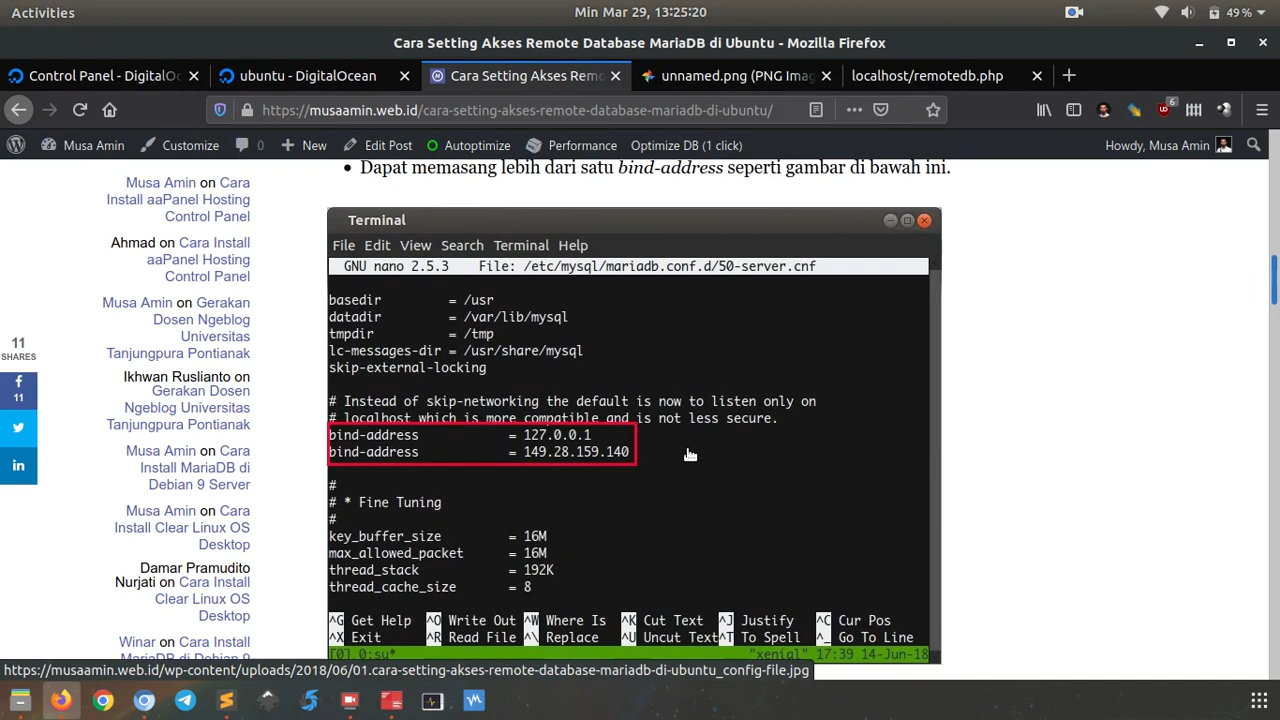 Activities
Min Mar 29, 13:25:20
49 %
Cara Setting Akses Remote Database MariaDB di Ubuntu - Mozilla Firefox
Control Panel - DigitalOc
ubuntu - DigitalOcean
Cara Setting Akses Remo
unnamed.png (PNG Imag
localhost/remotedb.php
https://musaamin.web.id/cara-setting-akses-remote-database-mariadb-di-ubuntu/
6
Musa Amin
Customize
0
New
Edit Post
Autoptimize
Performance
Optimize DB (1 click)
Howdy, Musa Amin
Musa Amin on Cara
Install aaPanel Hosting
Control Panel
Ahmad on Cara Install
aaPanel Hosting
Control Panel
Musa Amin on Gerakan
Dosen Ngeblog
Universitas
Tanjungpura Pontianak
Ikhwan Ruslianto on
Gerakan Dosen
Ngeblog Universitas
Tanjungpura Pontianak
Musa Amin on Cara
Install MariaDB di
Debian 9 Server
Musa Amin on Cara
Install Clear Linux OS
Desktop
Damar Pramudito
Nurjati on Cara Install
Clear Linux OS
Desktop
Winar on Cara Install
MariaDB di Debian 9
11
SHARES
11
Dapat memasang lebih dari satu bind-address seperti gambar di bawah ini.
Terminal
File Edit View Search Terminal Help
GNU nano 2.5.3 File: /etc/mysql/mariadb.conf.d/50-server.cnf
basedir = /usr
datadir = /var/lib/mysql
tmpdir = /tmp
lc-messages-dir = /usr/share/mysql
skip-external-locking
# Instead of skip-networking the default is now to listen only on
# localhost which is more compatible and is not less secure.
bind-address = 127.0.0.1
bind-address = 149.28.159.140
#
# * Fine Tuning
#
key_buffer_size = 16M
max_allowed_packet = 16M
thread_stack = 192K
thread_cache_size = 8
^G Get Help ^O Write Out ^W Where Is ^K Cut Text ^J Justify ^C Cur Pos
^X Exit ^R Read File ^\ Replace ^U Uncut Text ^T To Spell ^_ Go To Line
[0] 0:su* "xenial" 17:39 14-Jun-18
https://musaamin.web.id/wp-content/uploads/2018/06/01.cara-setting-akses-remote-database-mariadb-di-ubuntu_config-file.jpg